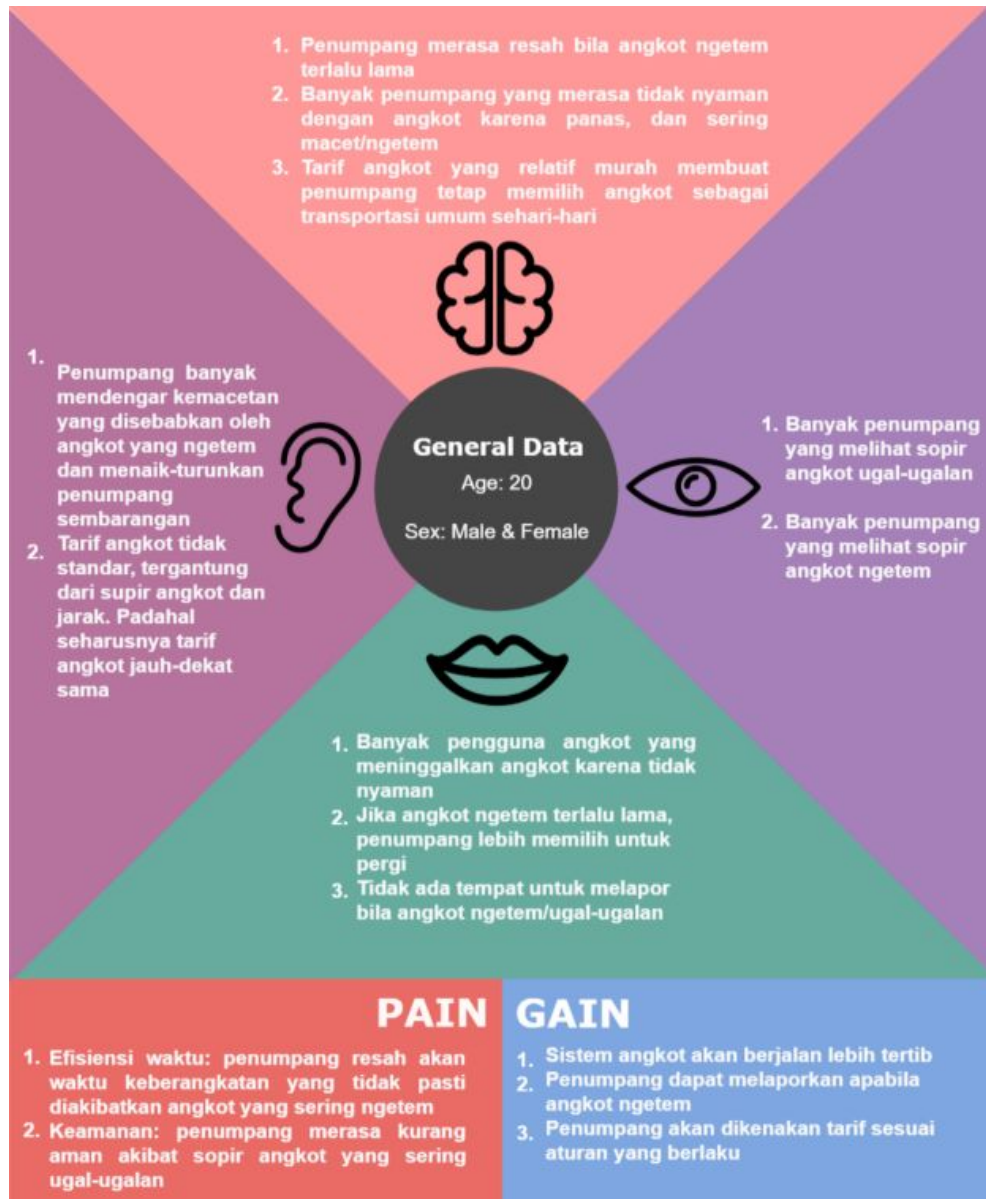 1. Penumpang merasa resah bila angkot ngetem
terlalu lama
2. Banyak penumpang yang merasa tidak nyaman
dengan angkot karena panas, dan sering
macet/ngetem
3. Tarif angkot yang relatif murah membuat
penumpang tetap memilih angkot sebagai
transportasi umum sehari-hari
1.
Penumpang banyak
mendengar kemacetan
yang disebabkan oleh
angkot yang ngetem
dan menaik-turunkan
penumpang
sembarangan
2. Tarif angkot tidak
standar, tergantung
dari supir angkot dan
jarak. Padahal
seharusnya tarif
angkot jauh-dekat
sama
General Data
Age: 20
Sex: Male & Female
1. Banyak penumpang
yang melihat sopir
angkot ugal-ugalan
2. Banyak penumpang
yang melihat sopir
angkot ngetem
1. Banyak pengguna angkot yang
meninggalkan angkot karena tidak
nyaman
2. Jika angkot ngetem terlalu lama,
penumpang lebih memilih untuk
pergi
3. Tidak ada tempat untuk melapor
bila angkot ngetem/ugal-ugalan
PAIN
1. Efisiensi waktu: penumpang resah akan
waktu keberangkatan yang tidak pasti
diakibatkan angkot yang sering ngetem
2. Keamanan: penumpang merasa kurang
aman akibat sopir angkot yang sering
ugal-ugalan
GAIN
1. Sistem angkot akan berjalan lebih tertib
2. Penumpang dapat melaporkan apabila
angkot ngetem
3. Penumpang akan dikenakan tarif sesuai
aturan yang berlaku